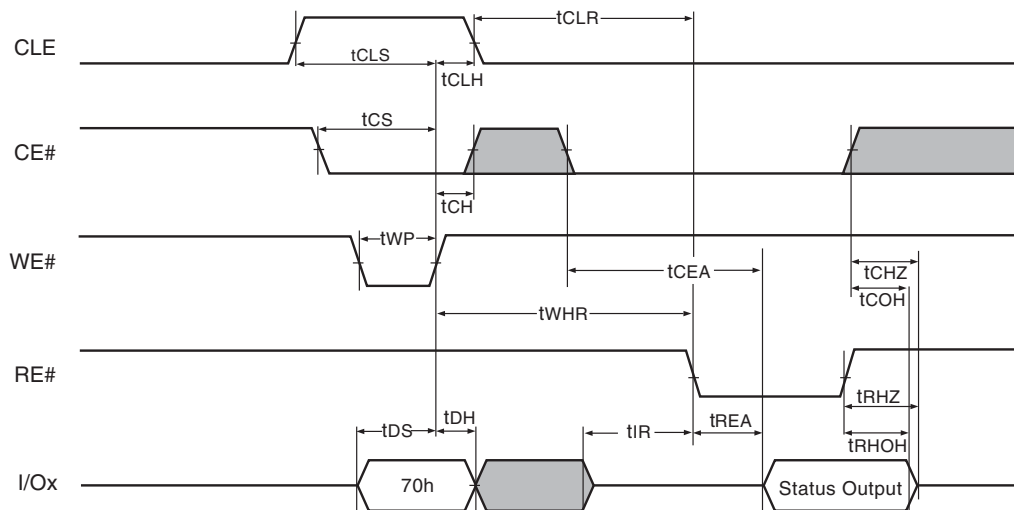 tCLR
CLE
tCLS
tCLH
tCS
CE#
tCH
tWP
WE#
tCEA
tCHZ
tCOH
tWHR
RE#
tRHZ
tDS
tDH
tIR
tREA
tRHOH
I/Ox
70h
Status Output